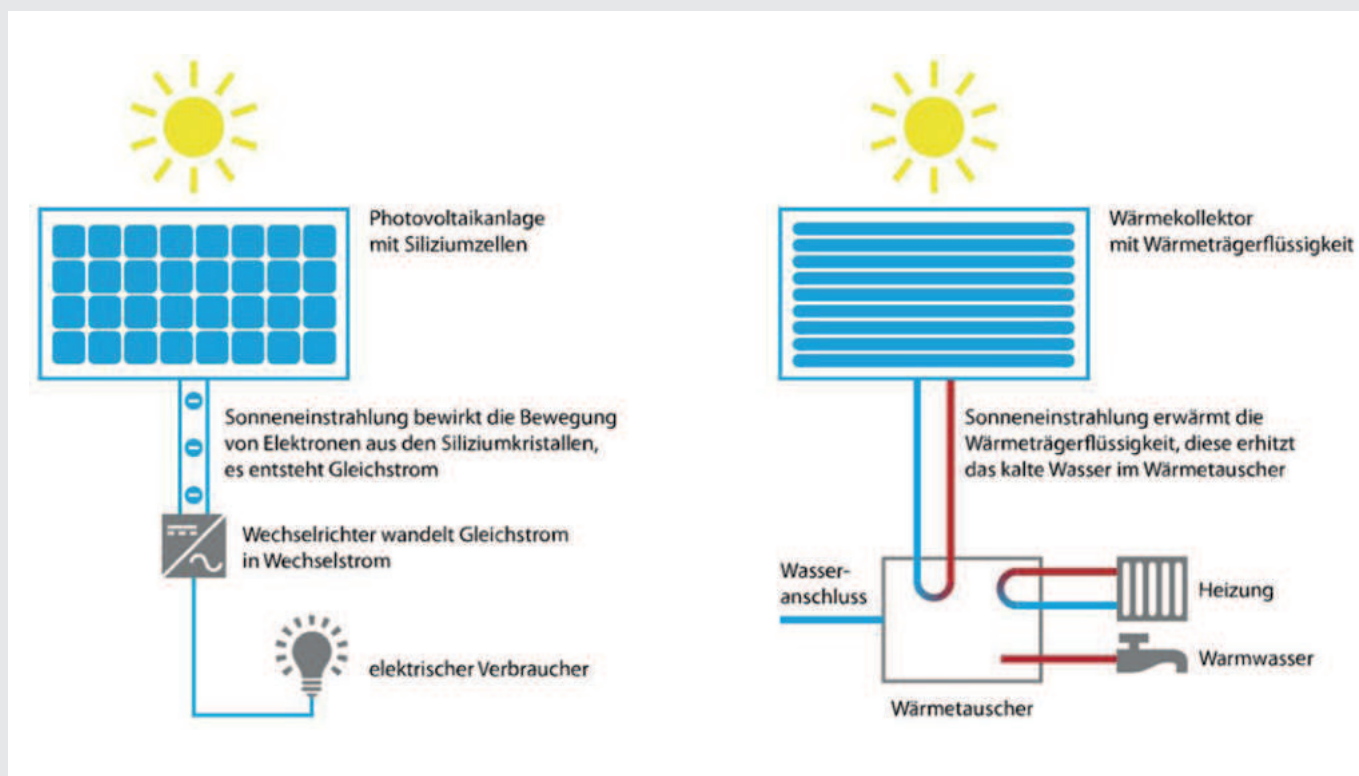 Photovoltaikanlage
mit Siliziumzellen
Sonneneinstrahlung bewirkt die Bewegung
von Elektronen aus den Siliziumkristallen,
es entsteht Gleichstrom
Wechselrichter wandelt Gleichstrom
in Wechselstrom
elektrischer Verbraucher
Wärmekollektor
mit Wärmeträgerflüssigkeit
Sonneneinstrahlung erwärmt die
Wärmeträgerflüssigkeit, diese erhitzt
das kalte Wasser im Wärmetauscher
Wasser-
anschluss
Heizung
Warmwasser
Wärmetauscher